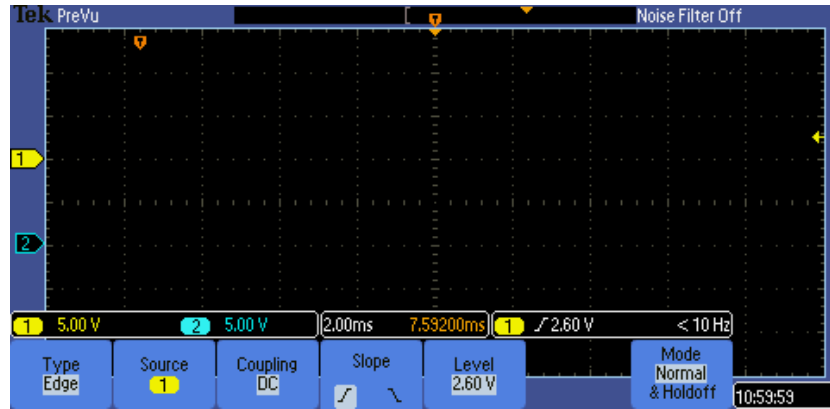 Tek PreVu Noise Filter Off
T
T
1
2
1 5.00 V 2 5.00 V 2.00ms 7.59200ms 1 2.60 V < 10 Hz
Type Source Coupling Slope Level Mode
Edge 1 DC 2.60 V Normal
& Holdoff
10:59:59